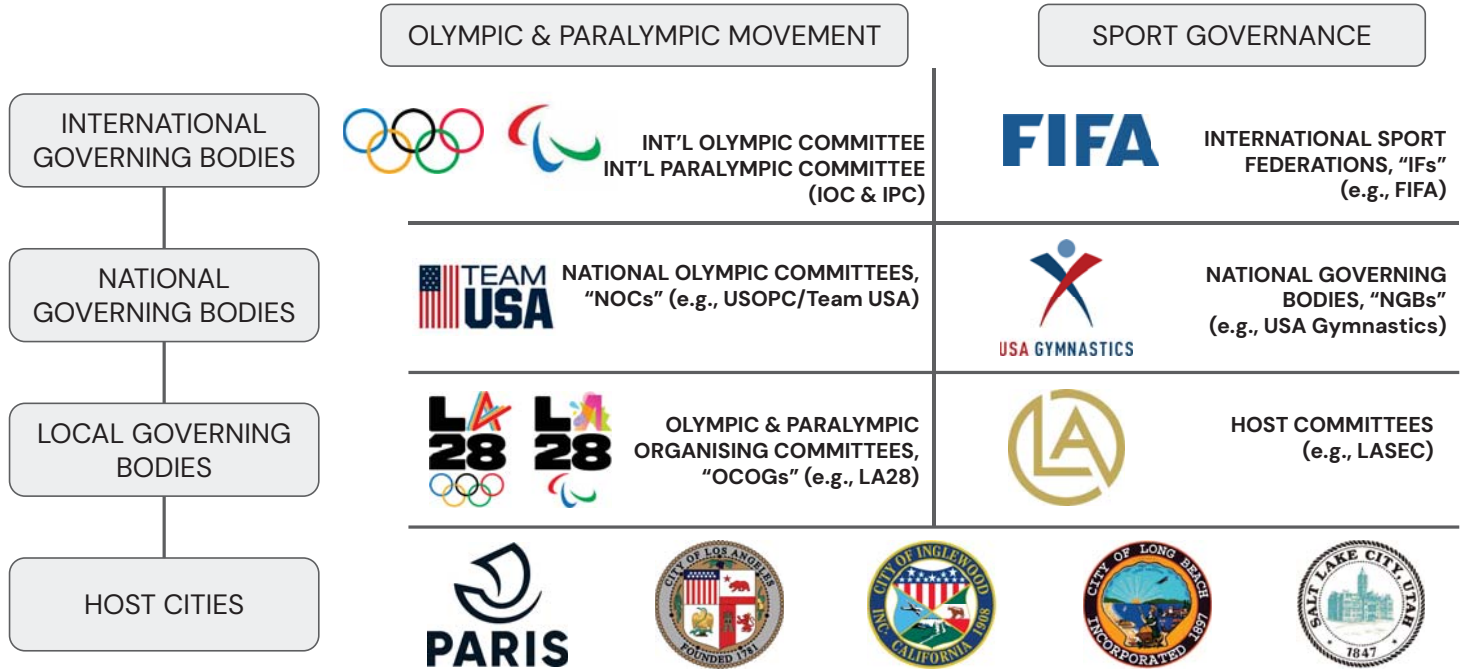 OLYMPIC & PARALYMPIC MOVEMENT
SPORT GOVERNANCE
INTERNATIONAL
GOVERNING BODIES
INT'L OLYMPIC COMMITTEE
INT'L PARALYMPIC COMMITTEE
(IOC & IPC)
FIFA
INTERNATIONAL SPORT
FEDERATIONS, “IFs”
(e.g., FIFA)
NATIONAL
GOVERNING BODIES
TEAM
USA
NATIONAL OLYMPIC COMMITTEES,
“NOCs” (e.g., USOPC/Team USA)
USA GYMNASTICS
NATIONAL GOVERNING
BODIES, “NGBs”
(e.g., USA Gymnastics)
LOCAL GOVERNING
BODIES
LA
28
LA
28
OLYMPIC & PARALYMPIC
ORGANISING COMMITTEES,
“OCOGs” (e.g., LA28)
LA
HOST COMMITTEES
(e.g., LASEC)
HOST CITIES
PARIS
CITY OF LOS ANGELES
FOUNDED 1781
CITY OF INGLEWOOD
INC. CALIFORNIA 1908
CITY OF LONG BEACH
INCORPORATED 1897
SALT LAKE CITY, UTAH
1847